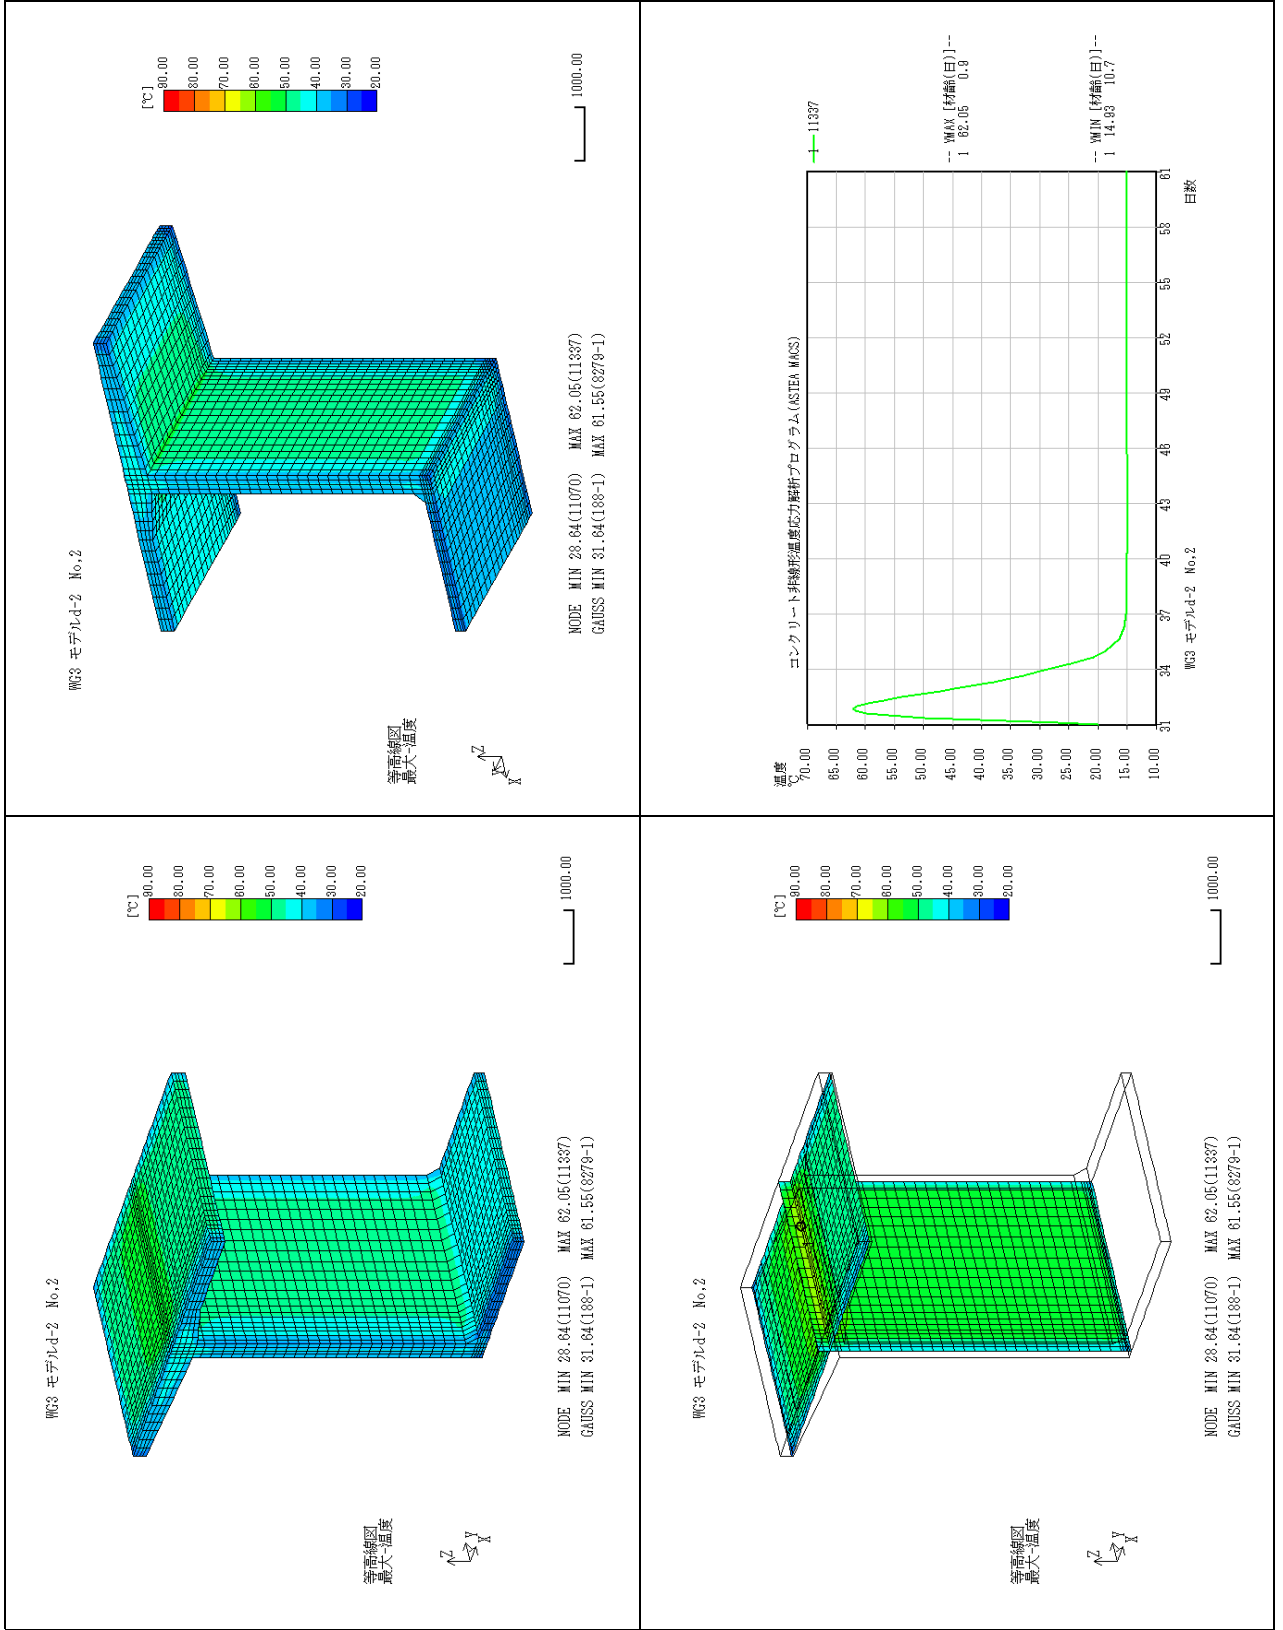 WG3 モデルd-2 No,2
[℃]
90.00
80.00
70.00
60.00
50.00
40.00
30.00
20.00
等高線図
最大-温度
Z
Y
X
1000.00
NODE MIN 28.64(11070) MAX 62.05(11337)
GAUSS MIN 31.64(188-1) MAX 61.55(8279-1)
WG3 モデルd-2 No,2
[℃]
90.00
80.00
70.00
60.00
50.00
40.00
30.00
20.00
等高線図
最大-温度
Z
Y
X
1000.00
NODE MIN 28.64(11070) MAX 62.05(11337)
GAUSS MIN 31.64(188-1) MAX 61.55(8279-1)
WG3 モデルd-2 No,2
[℃]
90.00
80.00
70.00
60.00
50.00
40.00
30.00
20.00
等高線図
最大-温度
Z
Y
X
1000.00
NODE MIN 28.64(11070) MAX 62.05(11337)
GAUSS MIN 31.64(188-1) MAX 61.55(8279-1)
コンクリート非線形温度応力解析プログラム(ASTEA MACS)
温度
℃
70.00
65.00
60.00
55.00
50.00
45.00
40.00
35.00
30.00
25.00
20.00
15.00
10.00
1 11337
-- YMAX [材齢(日)]--
1 62.05 0.9
-- YMIN [材齢(日)]--
1 14.93 10.7
31 34 37 40 43 46 49 52 55 58 61
日数
WG3 モデルd-2 No,2